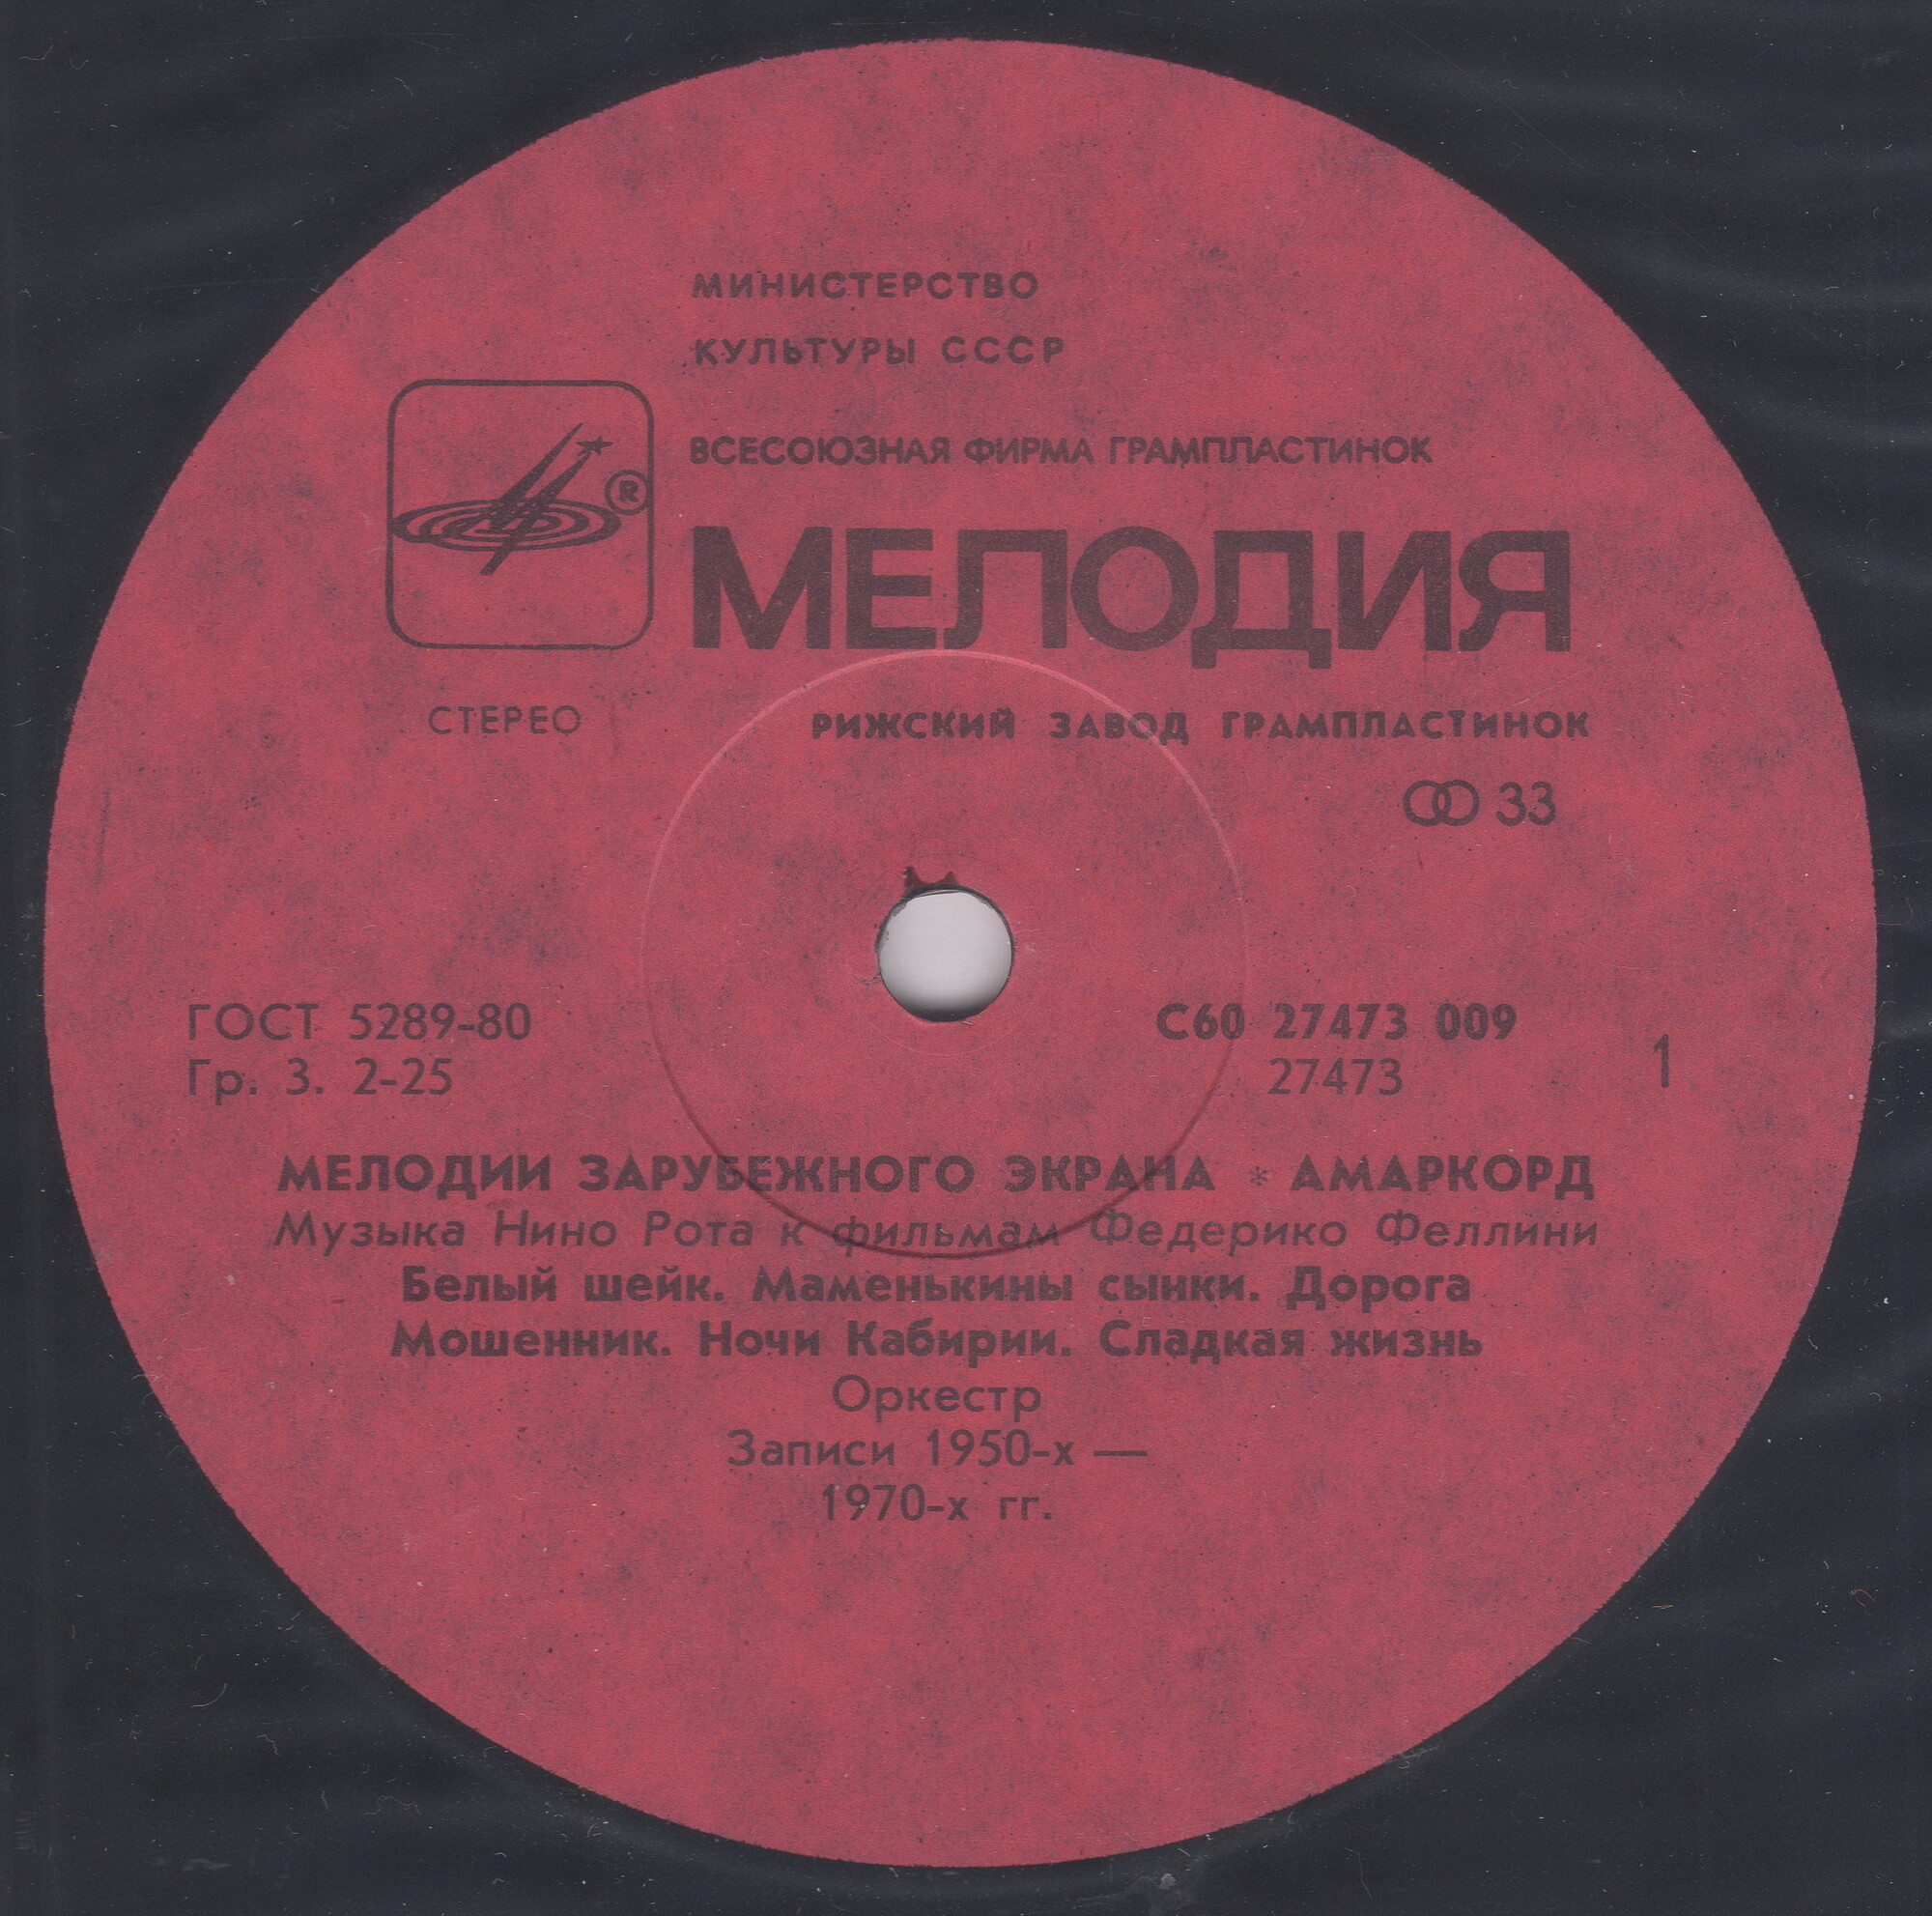 МИНИСТЕРСТВО
КУЛЬТУРЫ СССР
ВСЕСОЮЗНАЯ ФИРМА ГРАМПЛАСТИНОК
®
МЕЛОДИЯ
СТЕРЕО
РИЖСКИЙ ЗАВОД ГРАМПЛАСТИНОК
33
ГОСТ 5289-80
Гр. 3. 2-25
С60 27473 009
27473
1
МЕЛОДИИ ЗАРУБЕЖНОГО ЭКРАНА * АМАРКОРД
Музыка Нино Рота к фильмам Федерико Феллини
Белый шейк. Маменькины сынки. Дорога
Мошенник. Ночи Кабирии. Сладкая жизнь
Оркестр
Записи 1950-х —
1970-х гг.